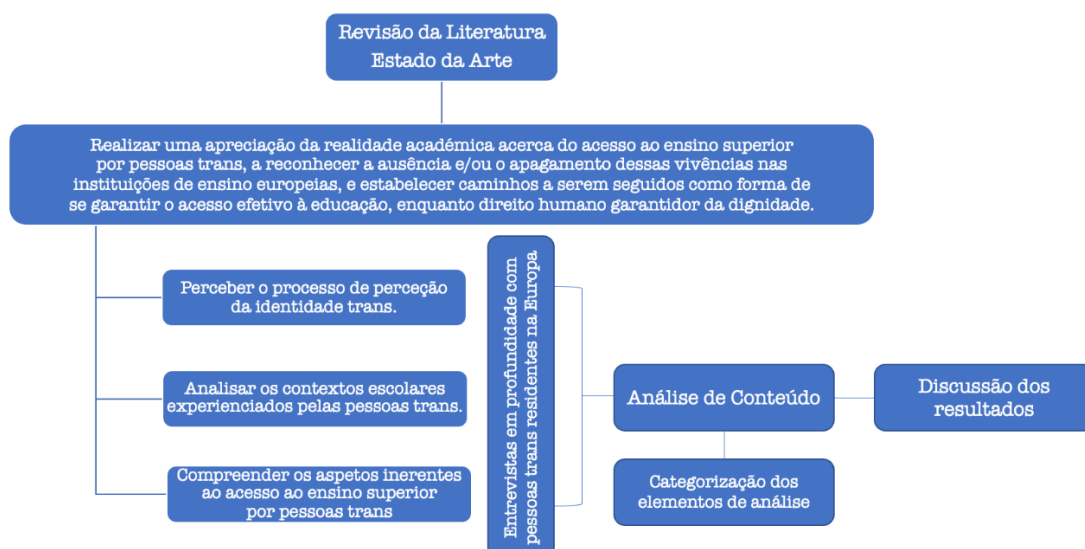 Revisão da Literatura
Estado da Arte
Realizar uma apreciação da realidade académica acerca do acesso ao ensino superior
por pessoas trans, a reconhecer a ausência e/ou o apagamento dessas vivências nas
instituições de ensino europeias, e estabelecer caminhos a serem seguidos como forma de
se garantir o acesso efetivo à educação, enquanto direito humano garantidor da dignidade.
Perceber o processo de perceção
da identidade trans.
Analisar os contextos escolares
experienciados pelas pessoas trans.
Compreender os aspetos inerentes
ao acesso ao ensino superior
por pessoas trans
Entrevistas em profundidade com
pessoas trans residentes na Europa
Análise de Conteúdo
Categorização dos
elementos de análise
Discussão dos
resultados